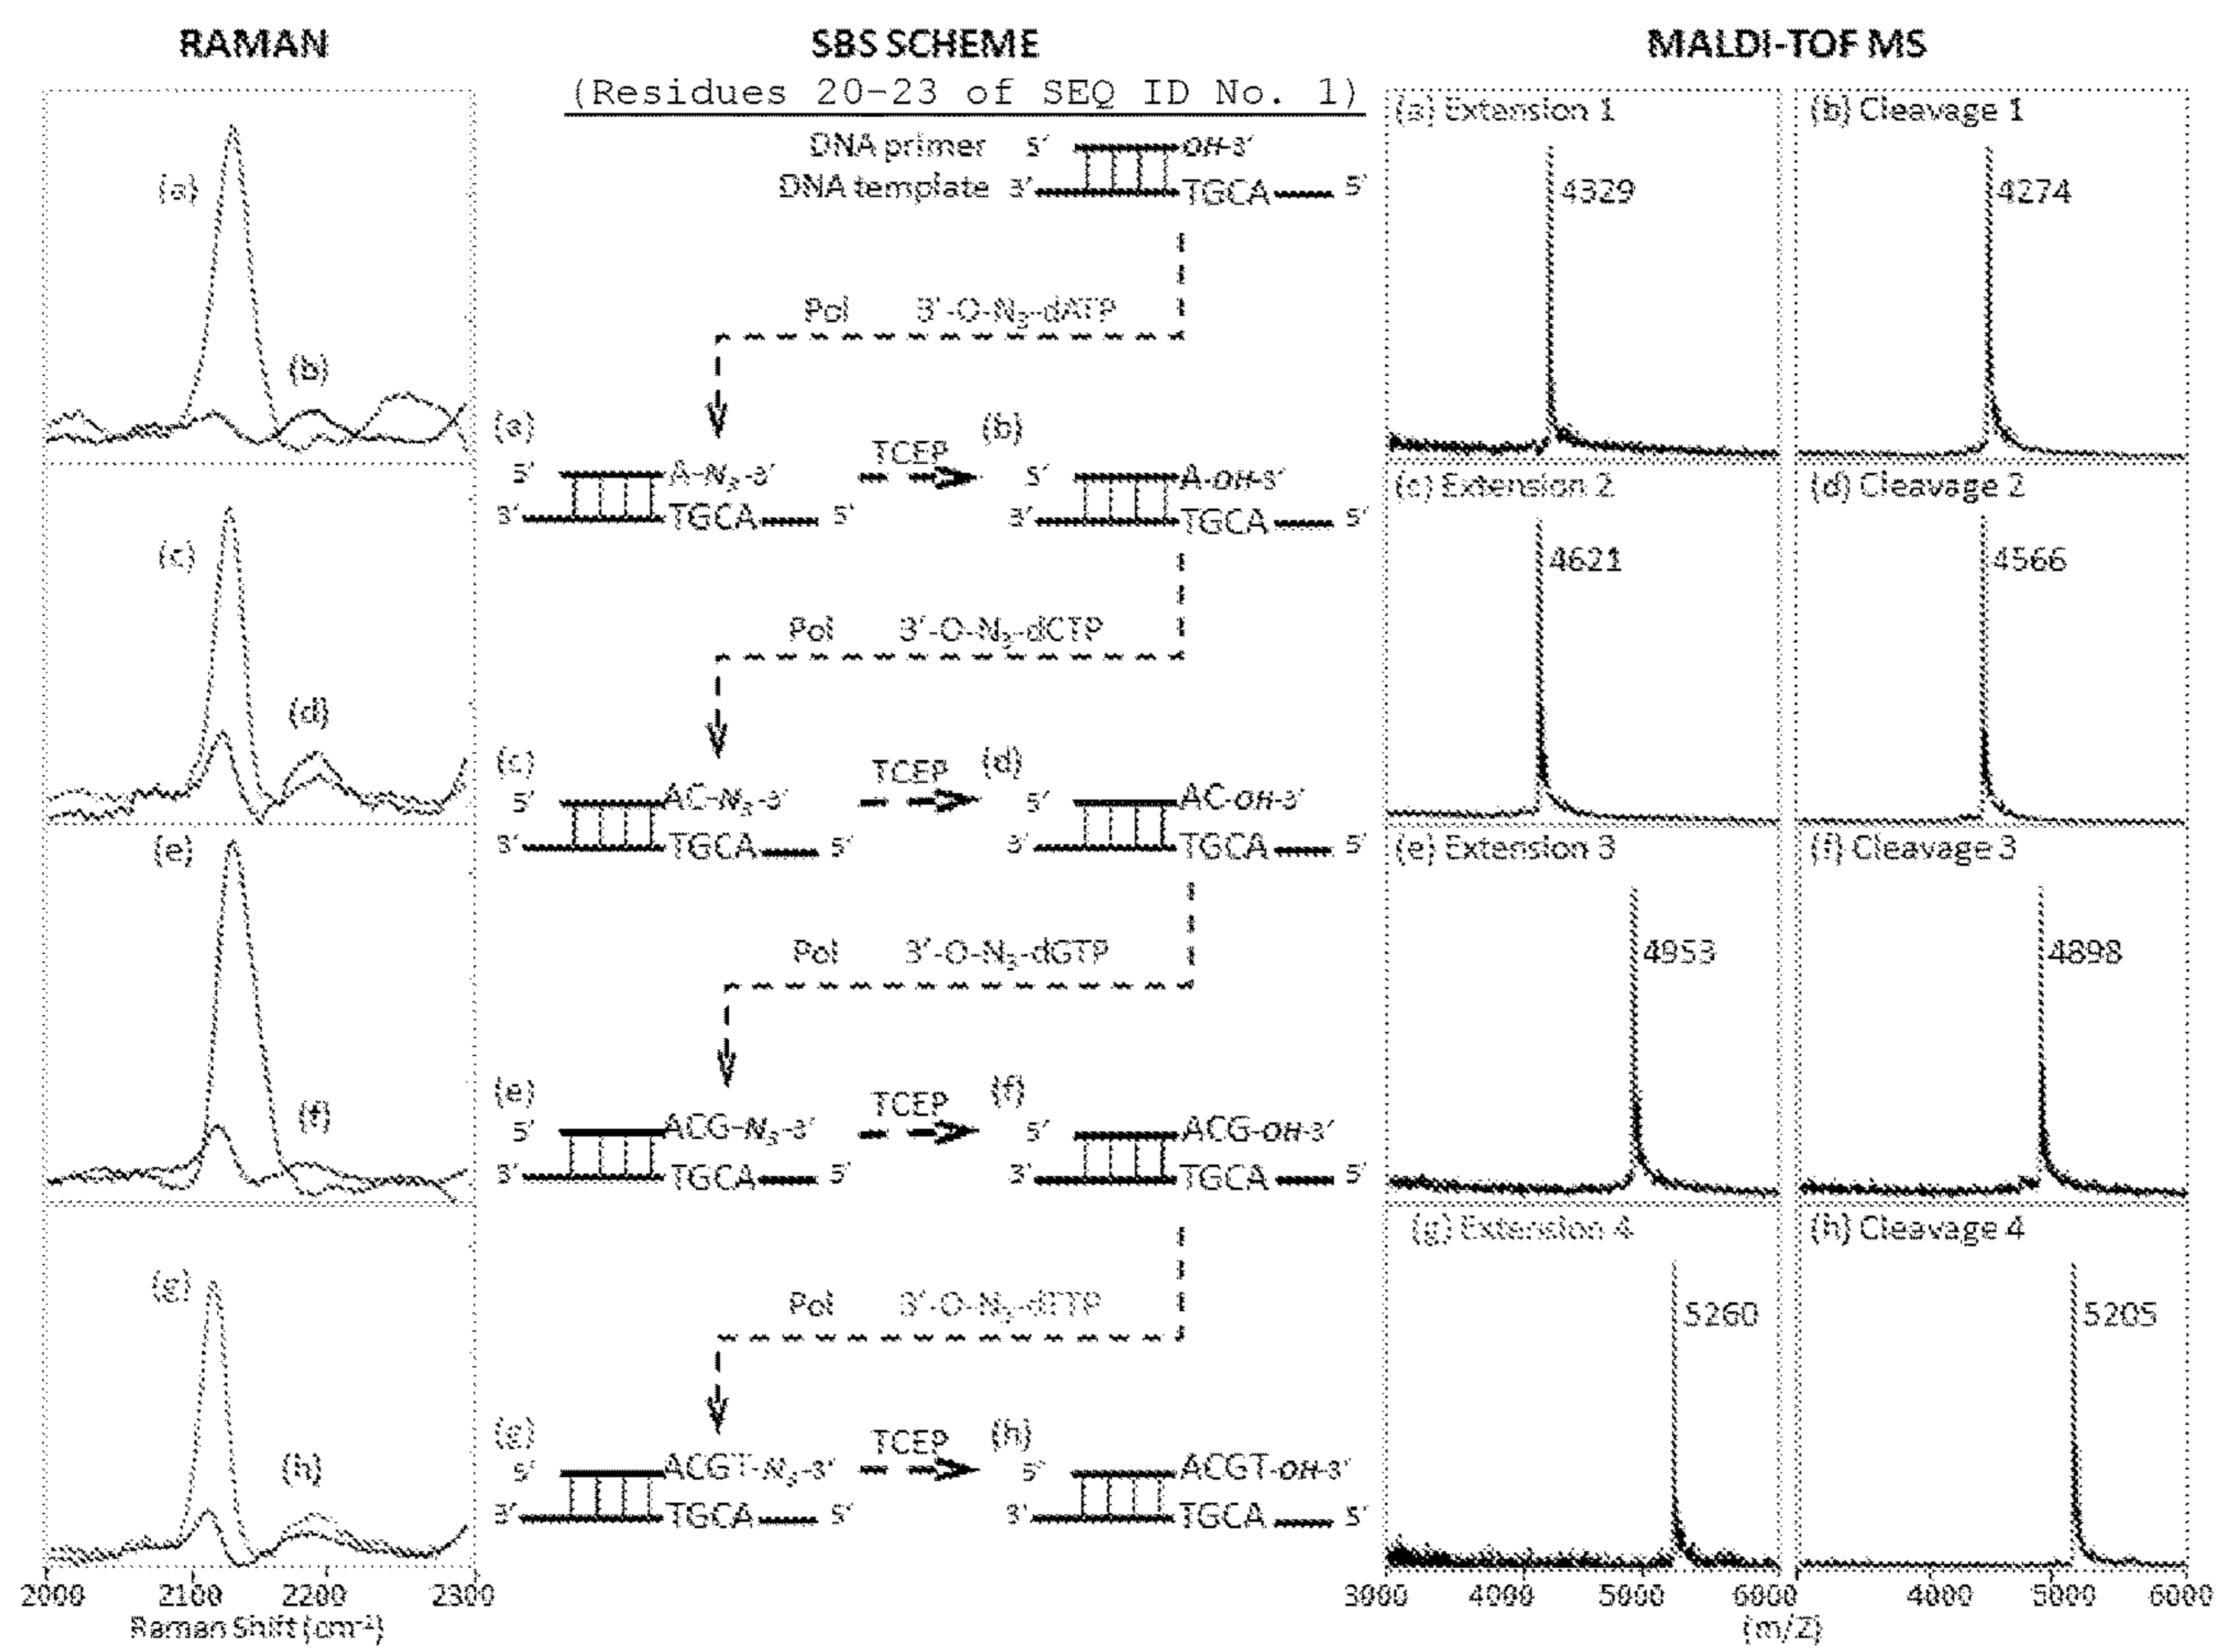 RAMAN
SBS SCHEME
MALDI-TOF MS
(Residues 20-23 of SEQ ID No. 1)
(a)
(b)
DNA primer 5′ OH-3′
DNA template 3′ TGCA 5′
(a) Extension 1
4329
(b) Cleavage 1
4274
Pol 3′-O-N₃-dATP
(a)
5′ A-N₃-3′
3′ TGCA 5′
TCEP
(b)
5′ A-OH-3′
3′ TGCA 5′
(c)
(d)
(c) Extension 2
4621
(d) Cleavage 2
4566
Pol 3′-O-N₃-dCTP
(c)
5′ AC-N₃-3′
3′ TGCA 5′
TCEP
(d)
5′ AC-OH-3′
3′ TGCA 5′
(e)
(f)
(e) Extension 3
4953
(f) Cleavage 3
4898
Pol 3′-O-N₃-dGTP
(e)
5′ ACG-N₃-3′
3′ TGCA 5′
TCEP
(f)
5′ ACG-OH-3′
3′ TGCA 5′
(g)
(h)
(g) Extension 4
5260
(h) Cleavage 4
5205
Pol 3′-O-N₃-dTTP
(g)
5′ ACGT-N₃-3′
3′ TGCA 5′
TCEP
(h)
5′ ACGT-OH-3′
3′ TGCA 5′
2000 2100 2200 2300
Raman Shift (cm⁻¹)
3000 4000 5000 6000 4000 5000 6000
(m/Z)